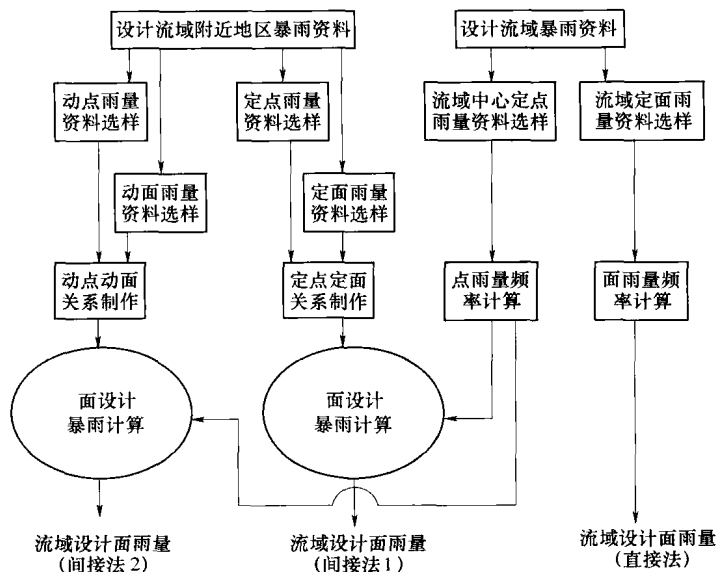 设计流域附近地区暴雨资料
设计流域暴雨资料
动点雨量
资料选样
定点雨量
资料选样
流域中心定点
雨量资料选样
流域定面雨
量资料选样
动面雨量
资料选样
定面雨量
资料选样
动点动面
关系制作
定点定面
关系制作
点雨量频
率计算
面雨量频
率计算
面设计
暴雨计算
面设计
暴雨计算
流域设计面雨量
(间接法2)
流域设计面雨量
(间接法1)
流域设计面雨量
(直接法)